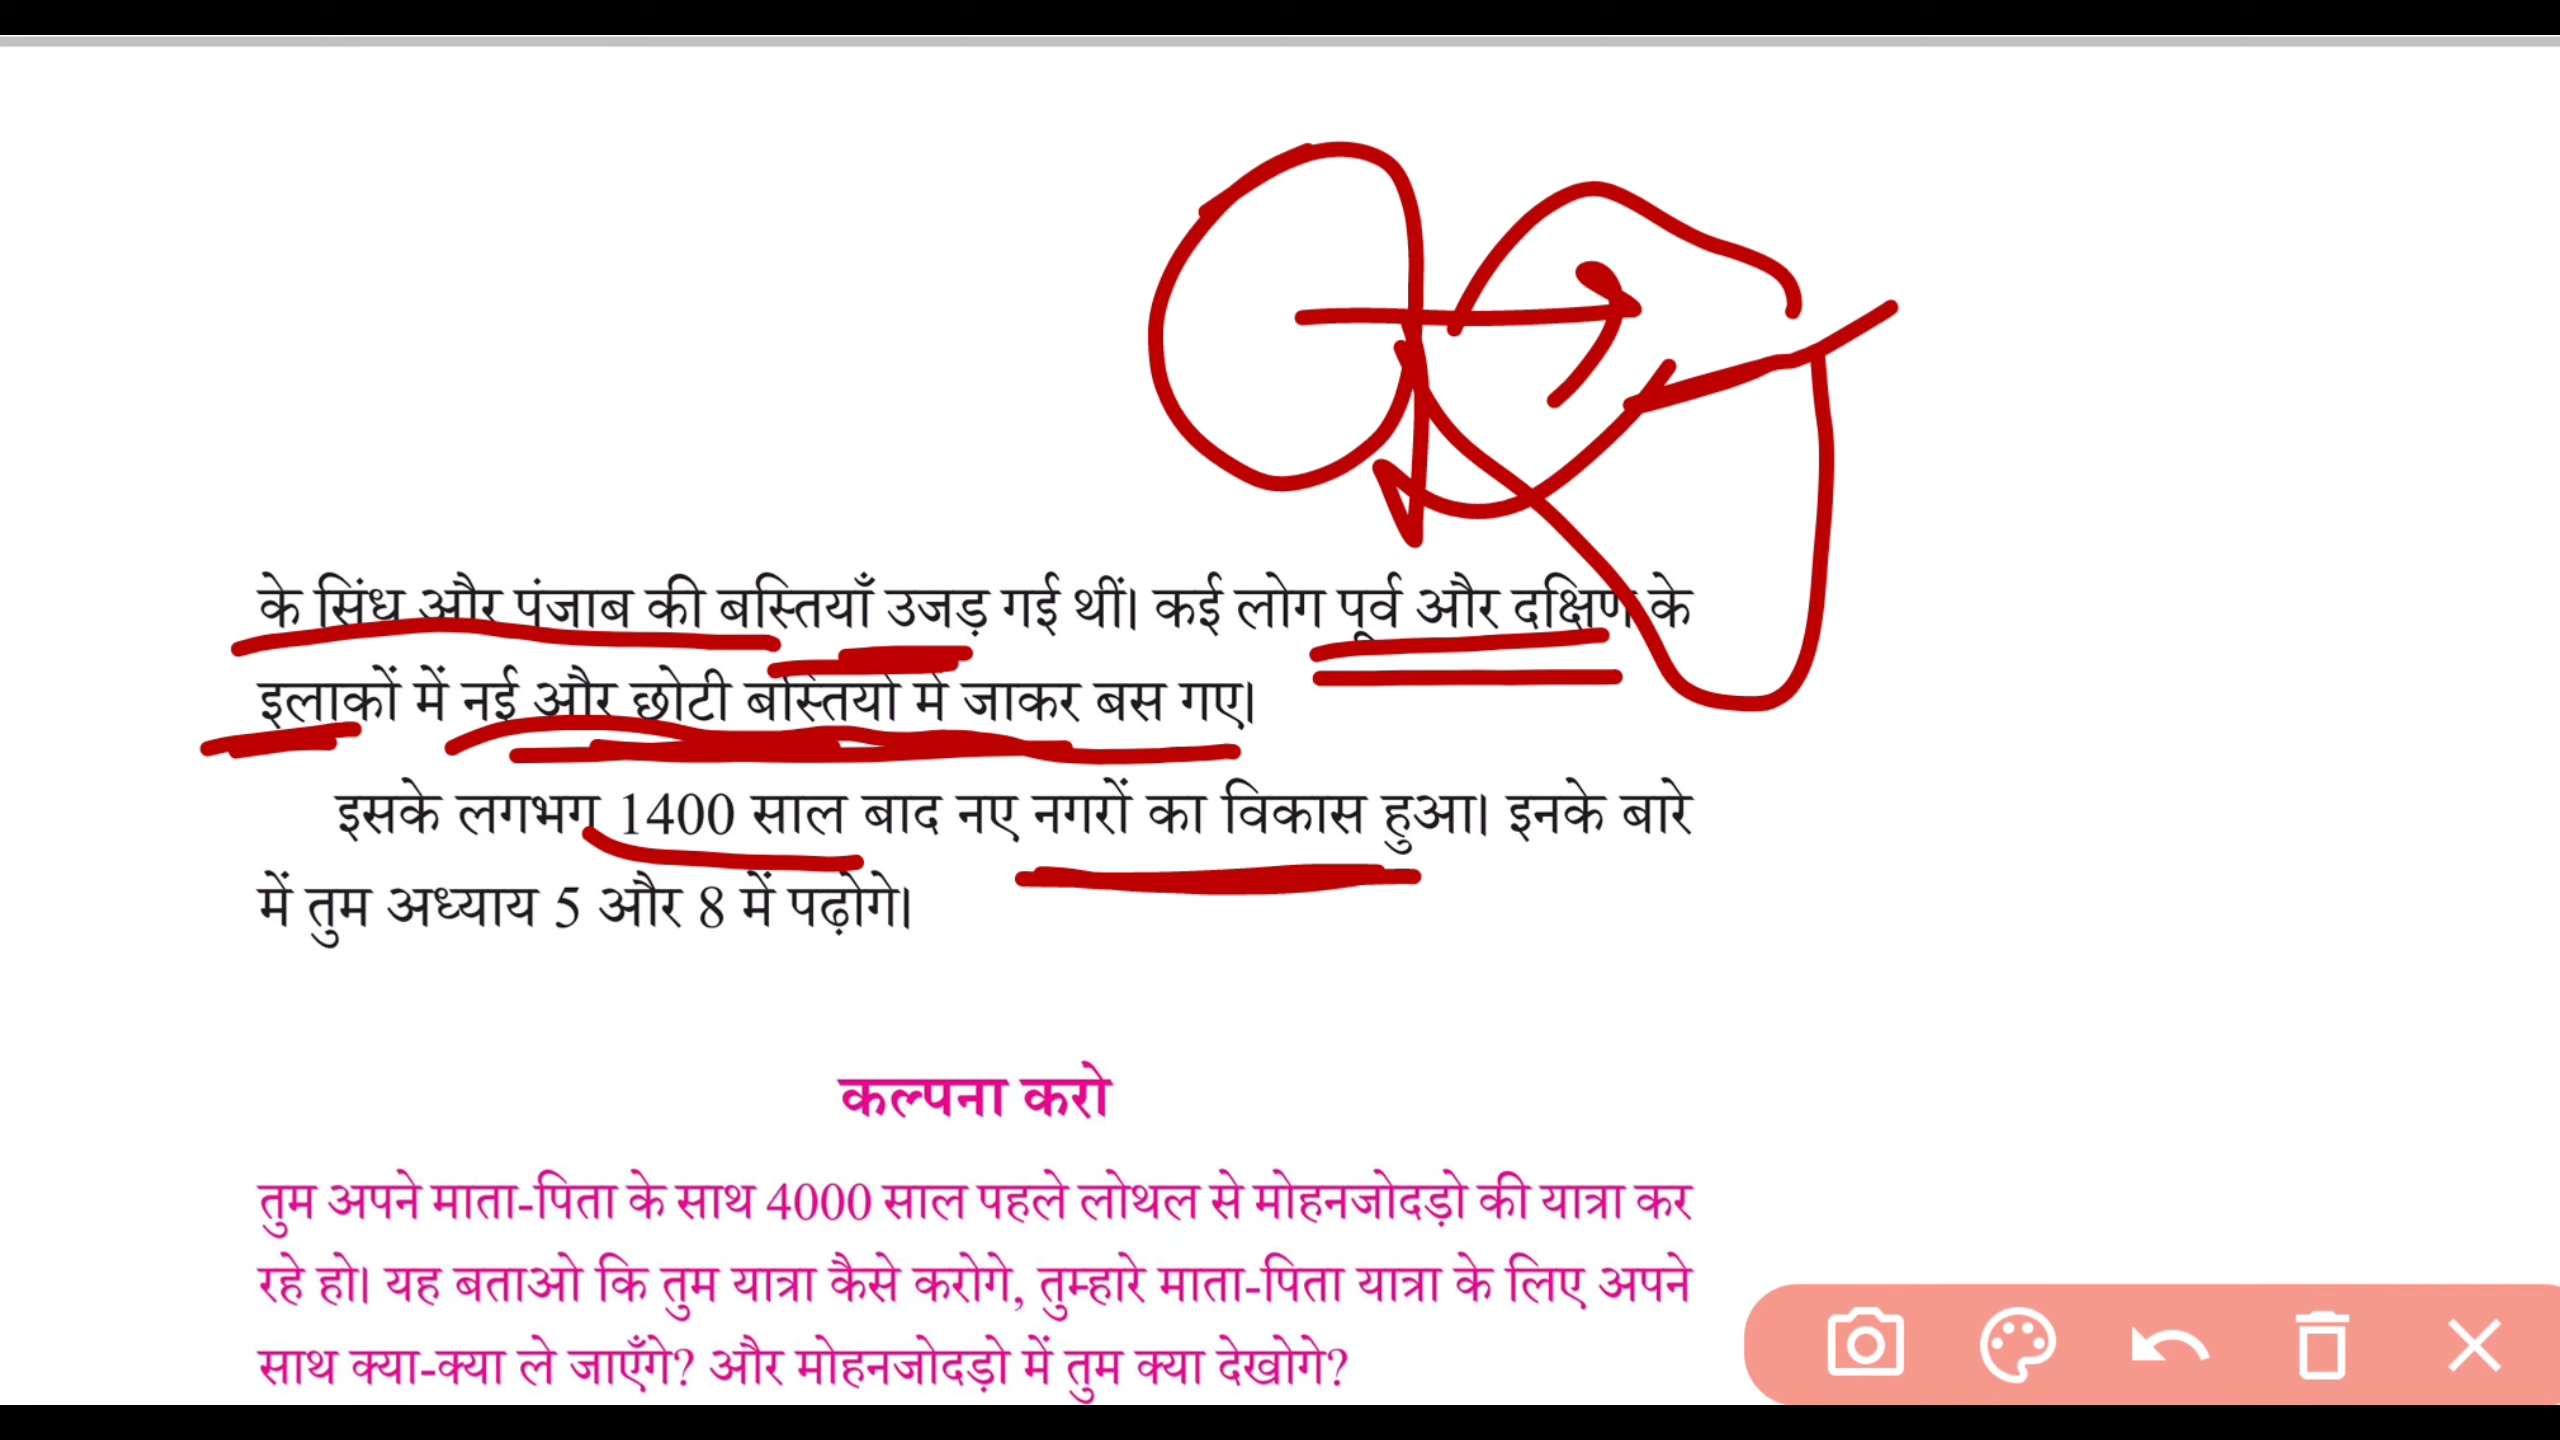 के सिंध और पंजाब की बस्तियाँ उजड़ गई थीं। कई लोग पूर्व और दक्षिण के
इलाकों में नई और छोटी बस्तियों में जाकर बस गए।
इसके लगभग 1400 साल बाद नए नगरों का विकास हुआ। इनके बारे
में तुम अध्याय 5 और 8 में पढ़ोगे।
कल्पना करो
तुम अपने माता-पिता के साथ 4000 साल पहले लोथल से मोहनजोदड़ो की यात्रा कर
रहे हो। यह बताओ कि तुम यात्रा कैसे करोगे, तुम्हारे माता-पिता यात्रा के लिए अपने
साथ क्या-क्या ले जाएँगे? और मोहनजोदड़ो में तुम क्या देखोगे?